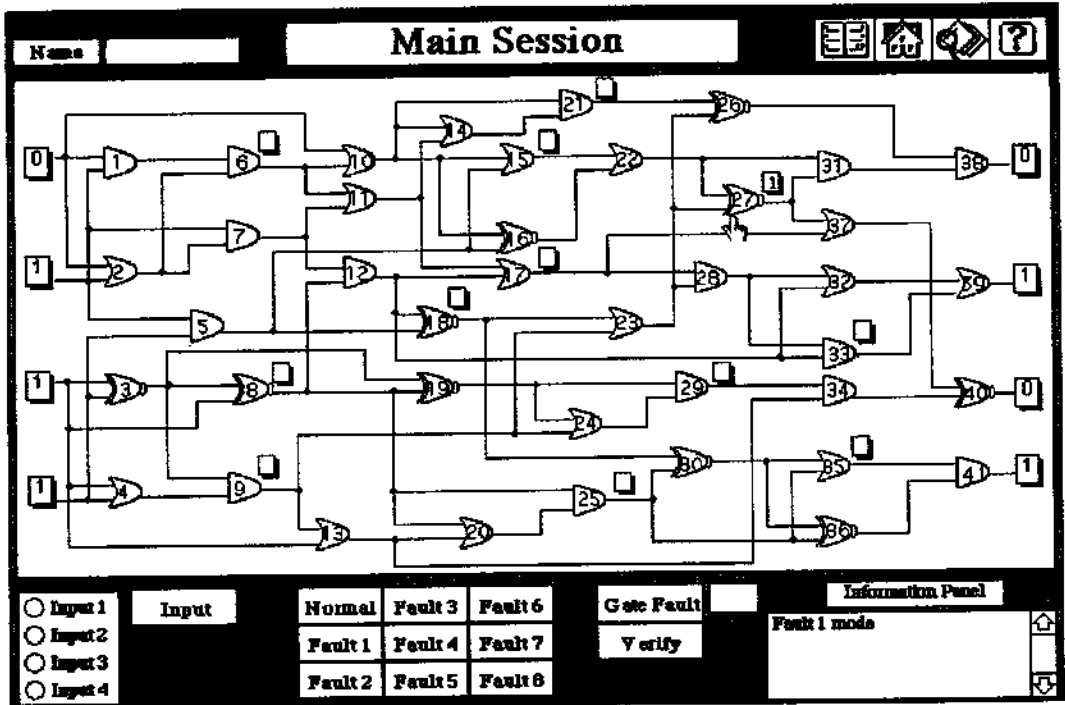 Name
Main Session
?
21
26
14
0
1
6
10
15
22
31
38
0
11
27
1
7
16
37
1
2
12
17
28
32
39
1
5
18
23
33
1
3
8
19
29
34
40
0
24
1
4
9
30
35
41
1
25
13
20
36
Input 1
Input 2
Input 3
Input 4
Input
Normal
Fault 3
Fault 6
Fault 1
Fault 4
Fault 7
Fault 2
Fault 5
Fault 8
Gate Fault
Verify
Information Panel
Fault 1 mode